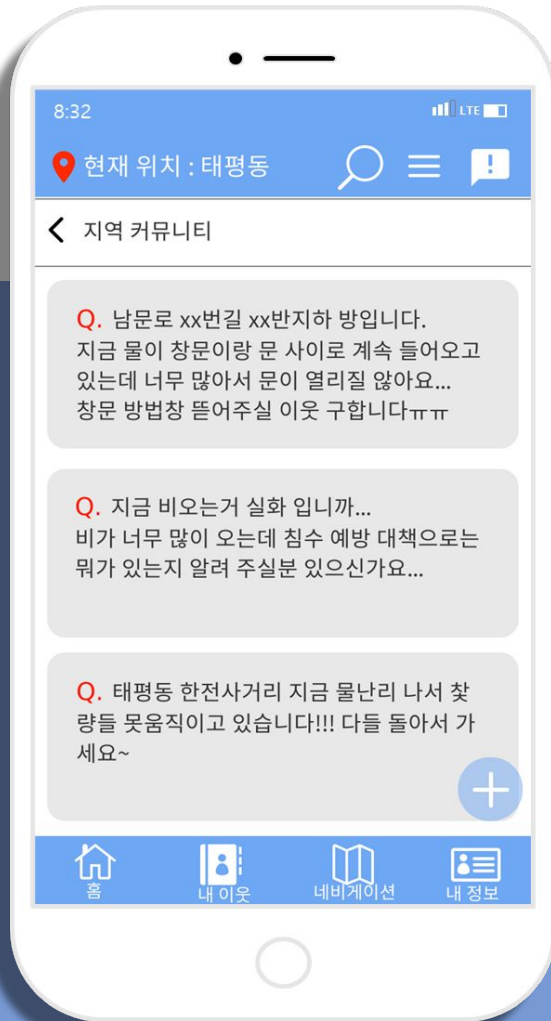 8:32
LTE
현재 위치 : 태평동
지역 커뮤니티
Q. 남문로 xx번길 xx반지하 방입니다.
지금 물이 창문이랑 문 사이로 계속 들어오고
있는데 너무 많아서 문이 열리질 않아요...
창문 방법창 뜯어주실 이웃 구합니다ㅠㅠ
Q. 지금 비오는거 실화 입니까...
비가 너무 많이 오는데 침수 예방 대책으로는
뭐가 있는지 알려 주실분 있으신가요...
Q. 태평동 한전사거리 지금 물난리 나서 찿
량들 못움직이고 있습니다!!! 다들 돌아서 가
세요~
홈
내 이웃
네비게이션
내 정보